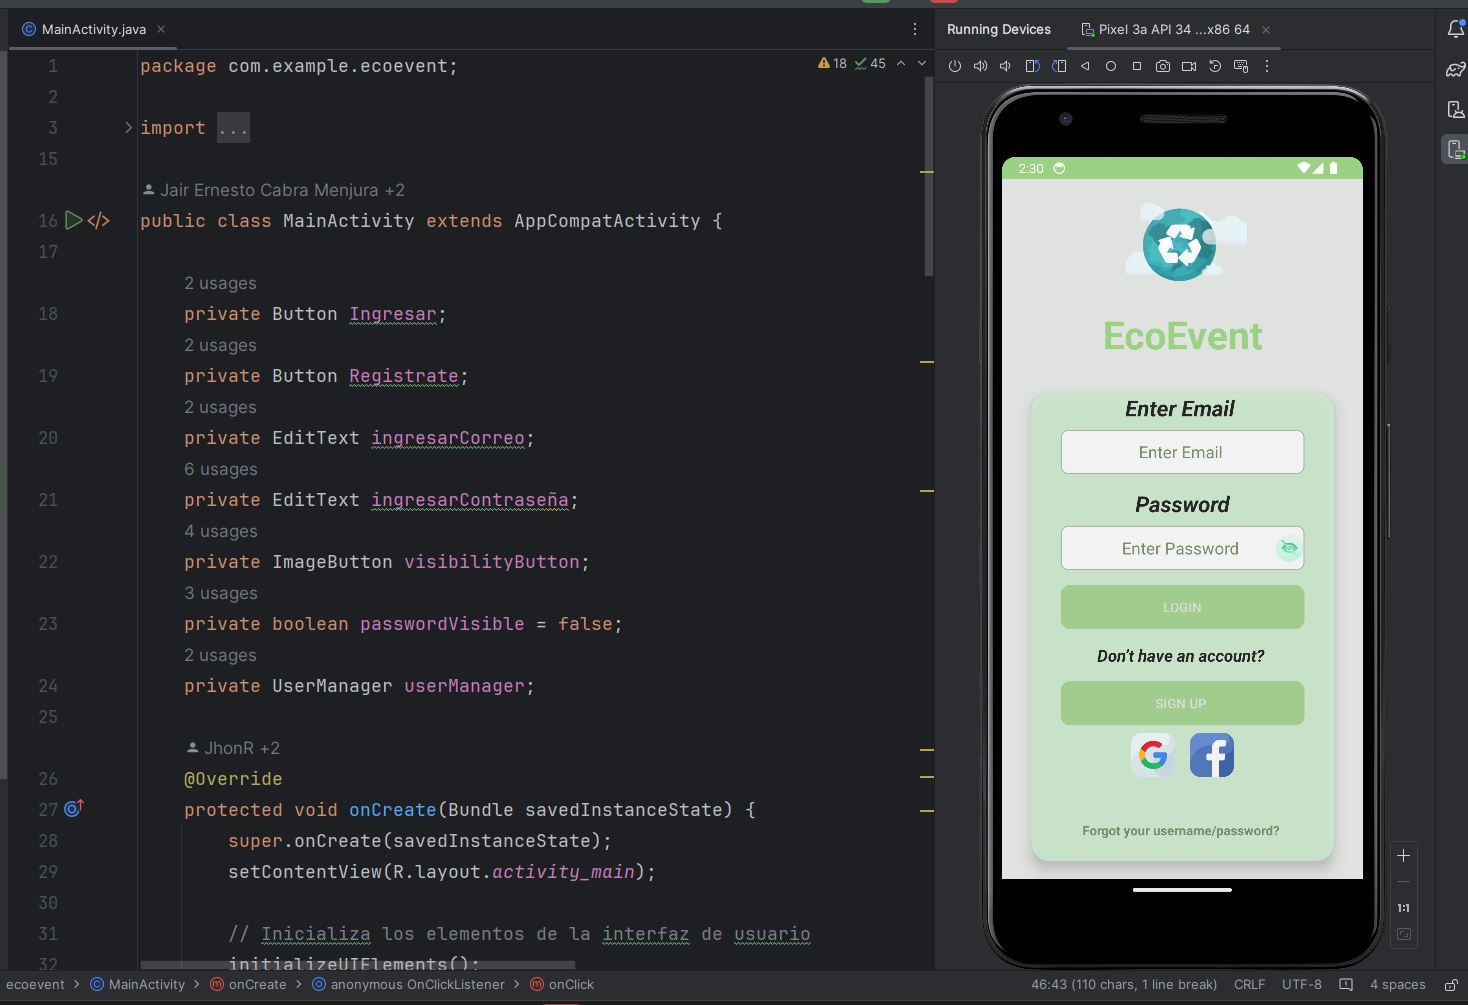 MainActivity.java
Running Devices
Pixel 3a API 34 ...x86 64
18
45
1 package com.example.ecoevent;
2
3 import ...
15
Jair Ernesto Cabra Menjura +2
16 public class MainActivity extends AppCompatActivity {
17
2 usages
18 private Button Ingresar;
2 usages
19 private Button Registrate;
2 usages
20 private EditText ingresarCorreo;
6 usages
21 private EditText ingresarContraseña;
4 usages
22 private ImageButton visibilityButton;
3 usages
23 private boolean passwordVisible = false;
2 usages
24 private UserManager userManager;
25
JhonR +2
26 @Override
27 protected void onCreate(Bundle savedInstanceState) {
28 super.onCreate(savedInstanceState);
29 setContentView(R.layout.activity_main);
30
31 // Inicializa los elementos de la interfaz de usuario
32 initializeUIElements();
2:30
EcoEvent
Enter Email
Enter Email
Password
Enter Password
LOGIN
Don't have an account?
SIGN UP
G f
Forgot your username/password?
1:1
ecoevent > MainActivity > onCreate > anonymous OnClickListener > onClick
46:43 (110 chars, 1 line break) CRLF UTF-8 4 spaces